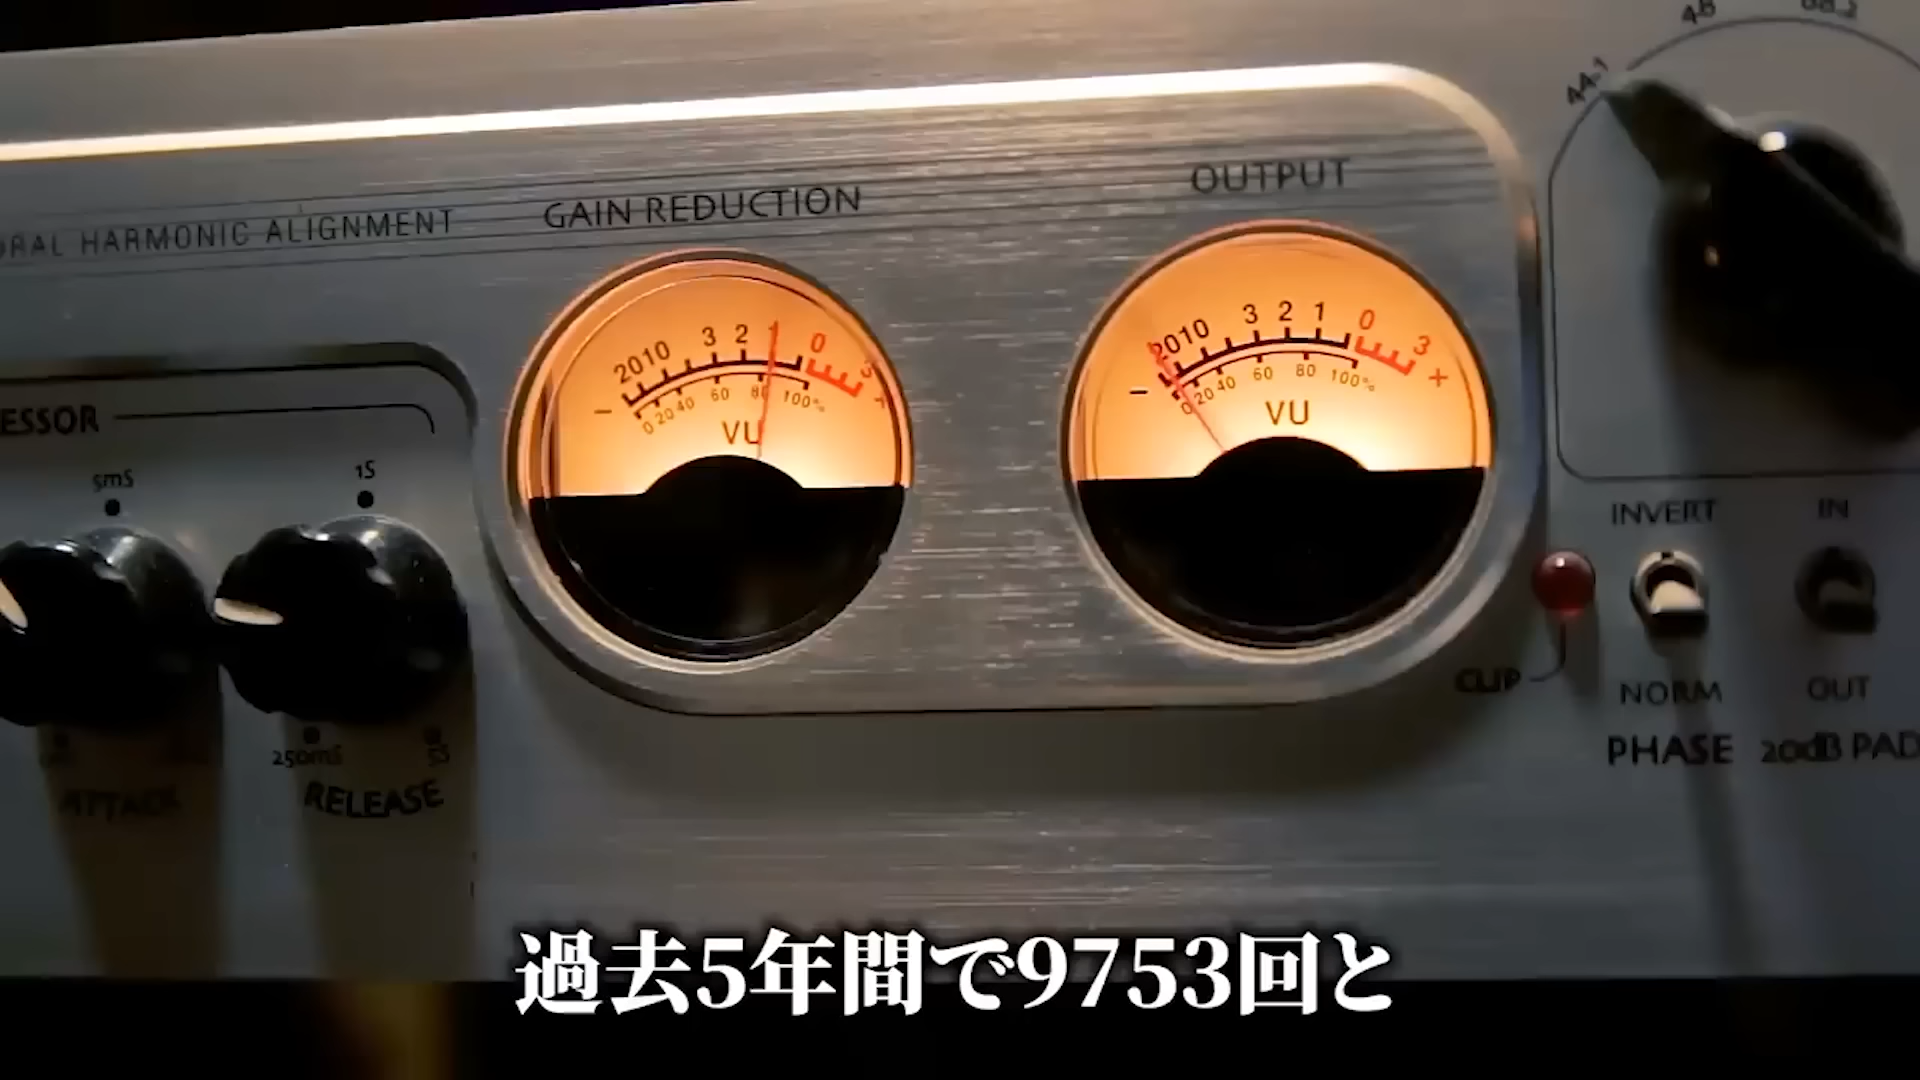 48
44.1
OUTPUT
GAIN REDUCTION
ORAL HARMONIC ALIGNMENT
20 10 3 2 1 0 3
- 0 20 40 60 80 100%
VU
20 10 3 2 1 0 3
- 0 20 40 60 80 100% +
VU
ESSOR
5mS
1S
INVERT
IN
CLIP
NORM
OUT
PHASE
20dB PAD
250mS
5S
ATTACK
RELEASE
過去5年間で9753回と